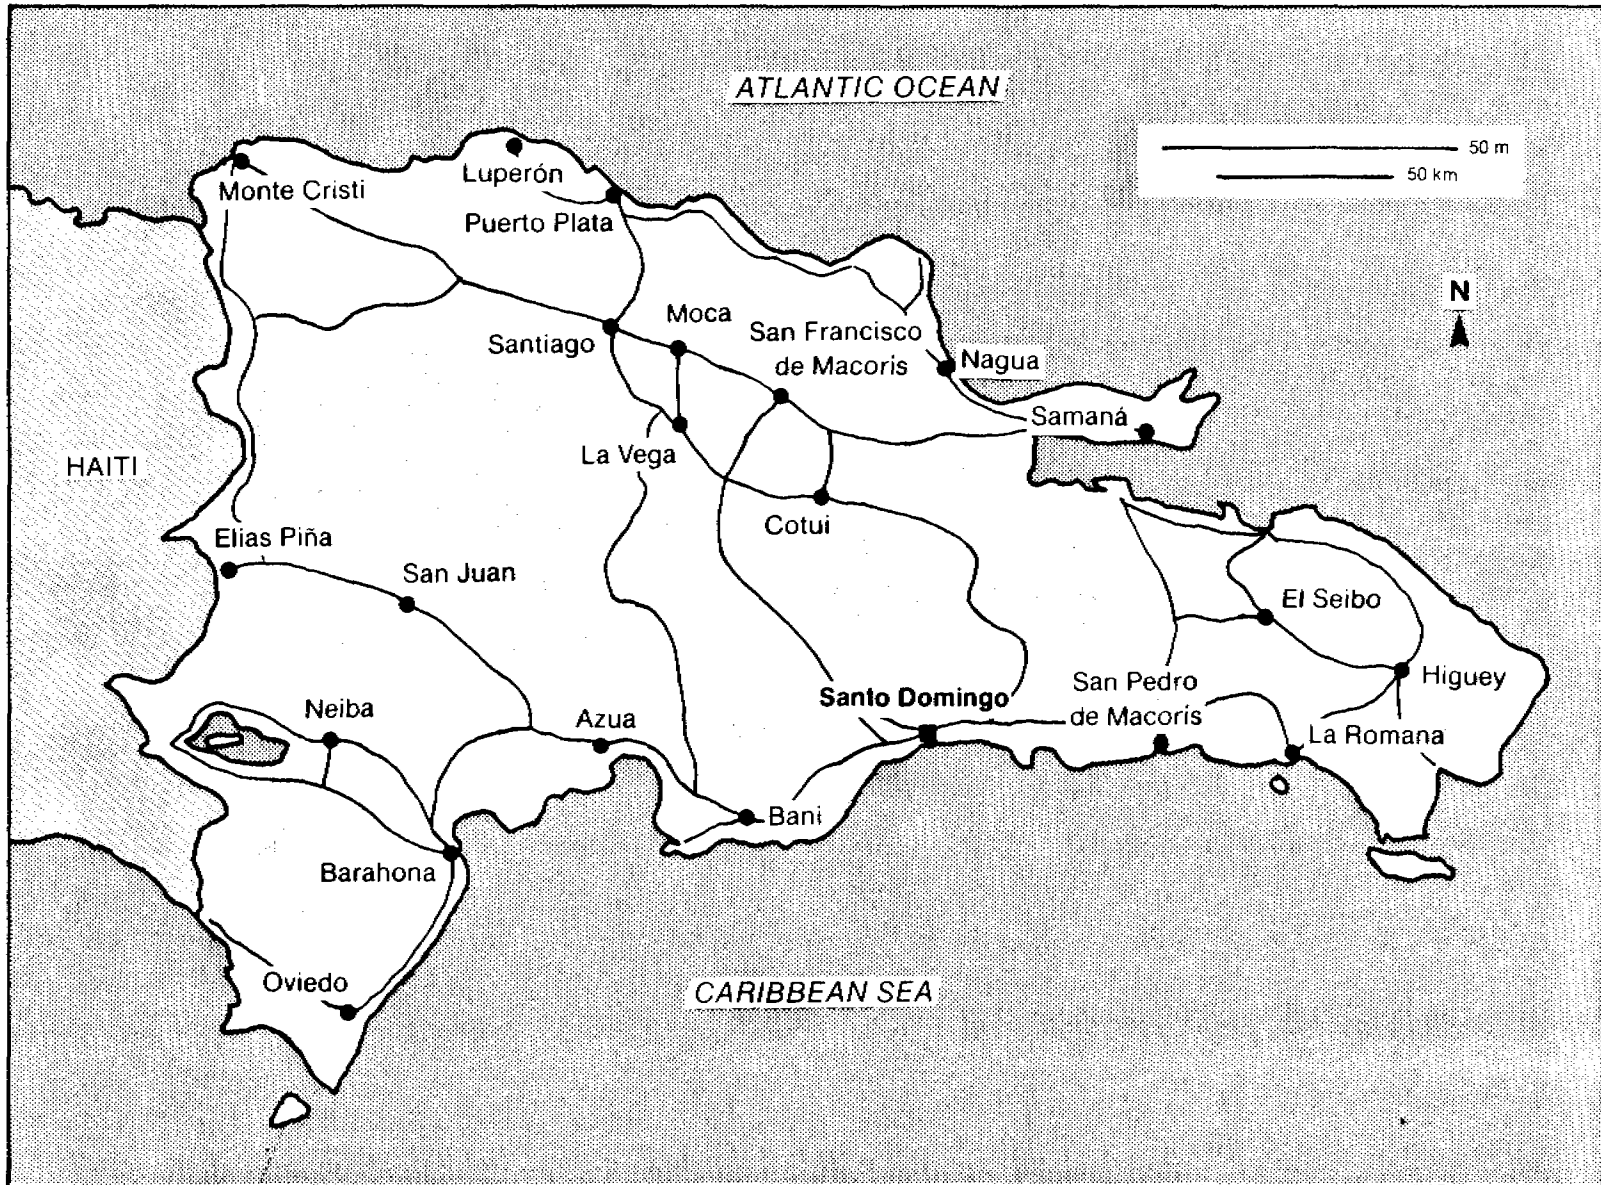 ATLANTIC OCEAN
50 m
50 km
Luperón
Monte Cristi
Puerto Plata
N
Moca
San Francisco
de Macoris
Santiago
Nagua
Samaná
La Vega
HAITI
Cotui
Elias Piña
San Juan
El Seibo
Higuey
San Pedro
de Macoris
Santo Domingo
Neiba
Azua
La Romana
Bani
Barahona
Oviedo
CARIBBEAN SEA